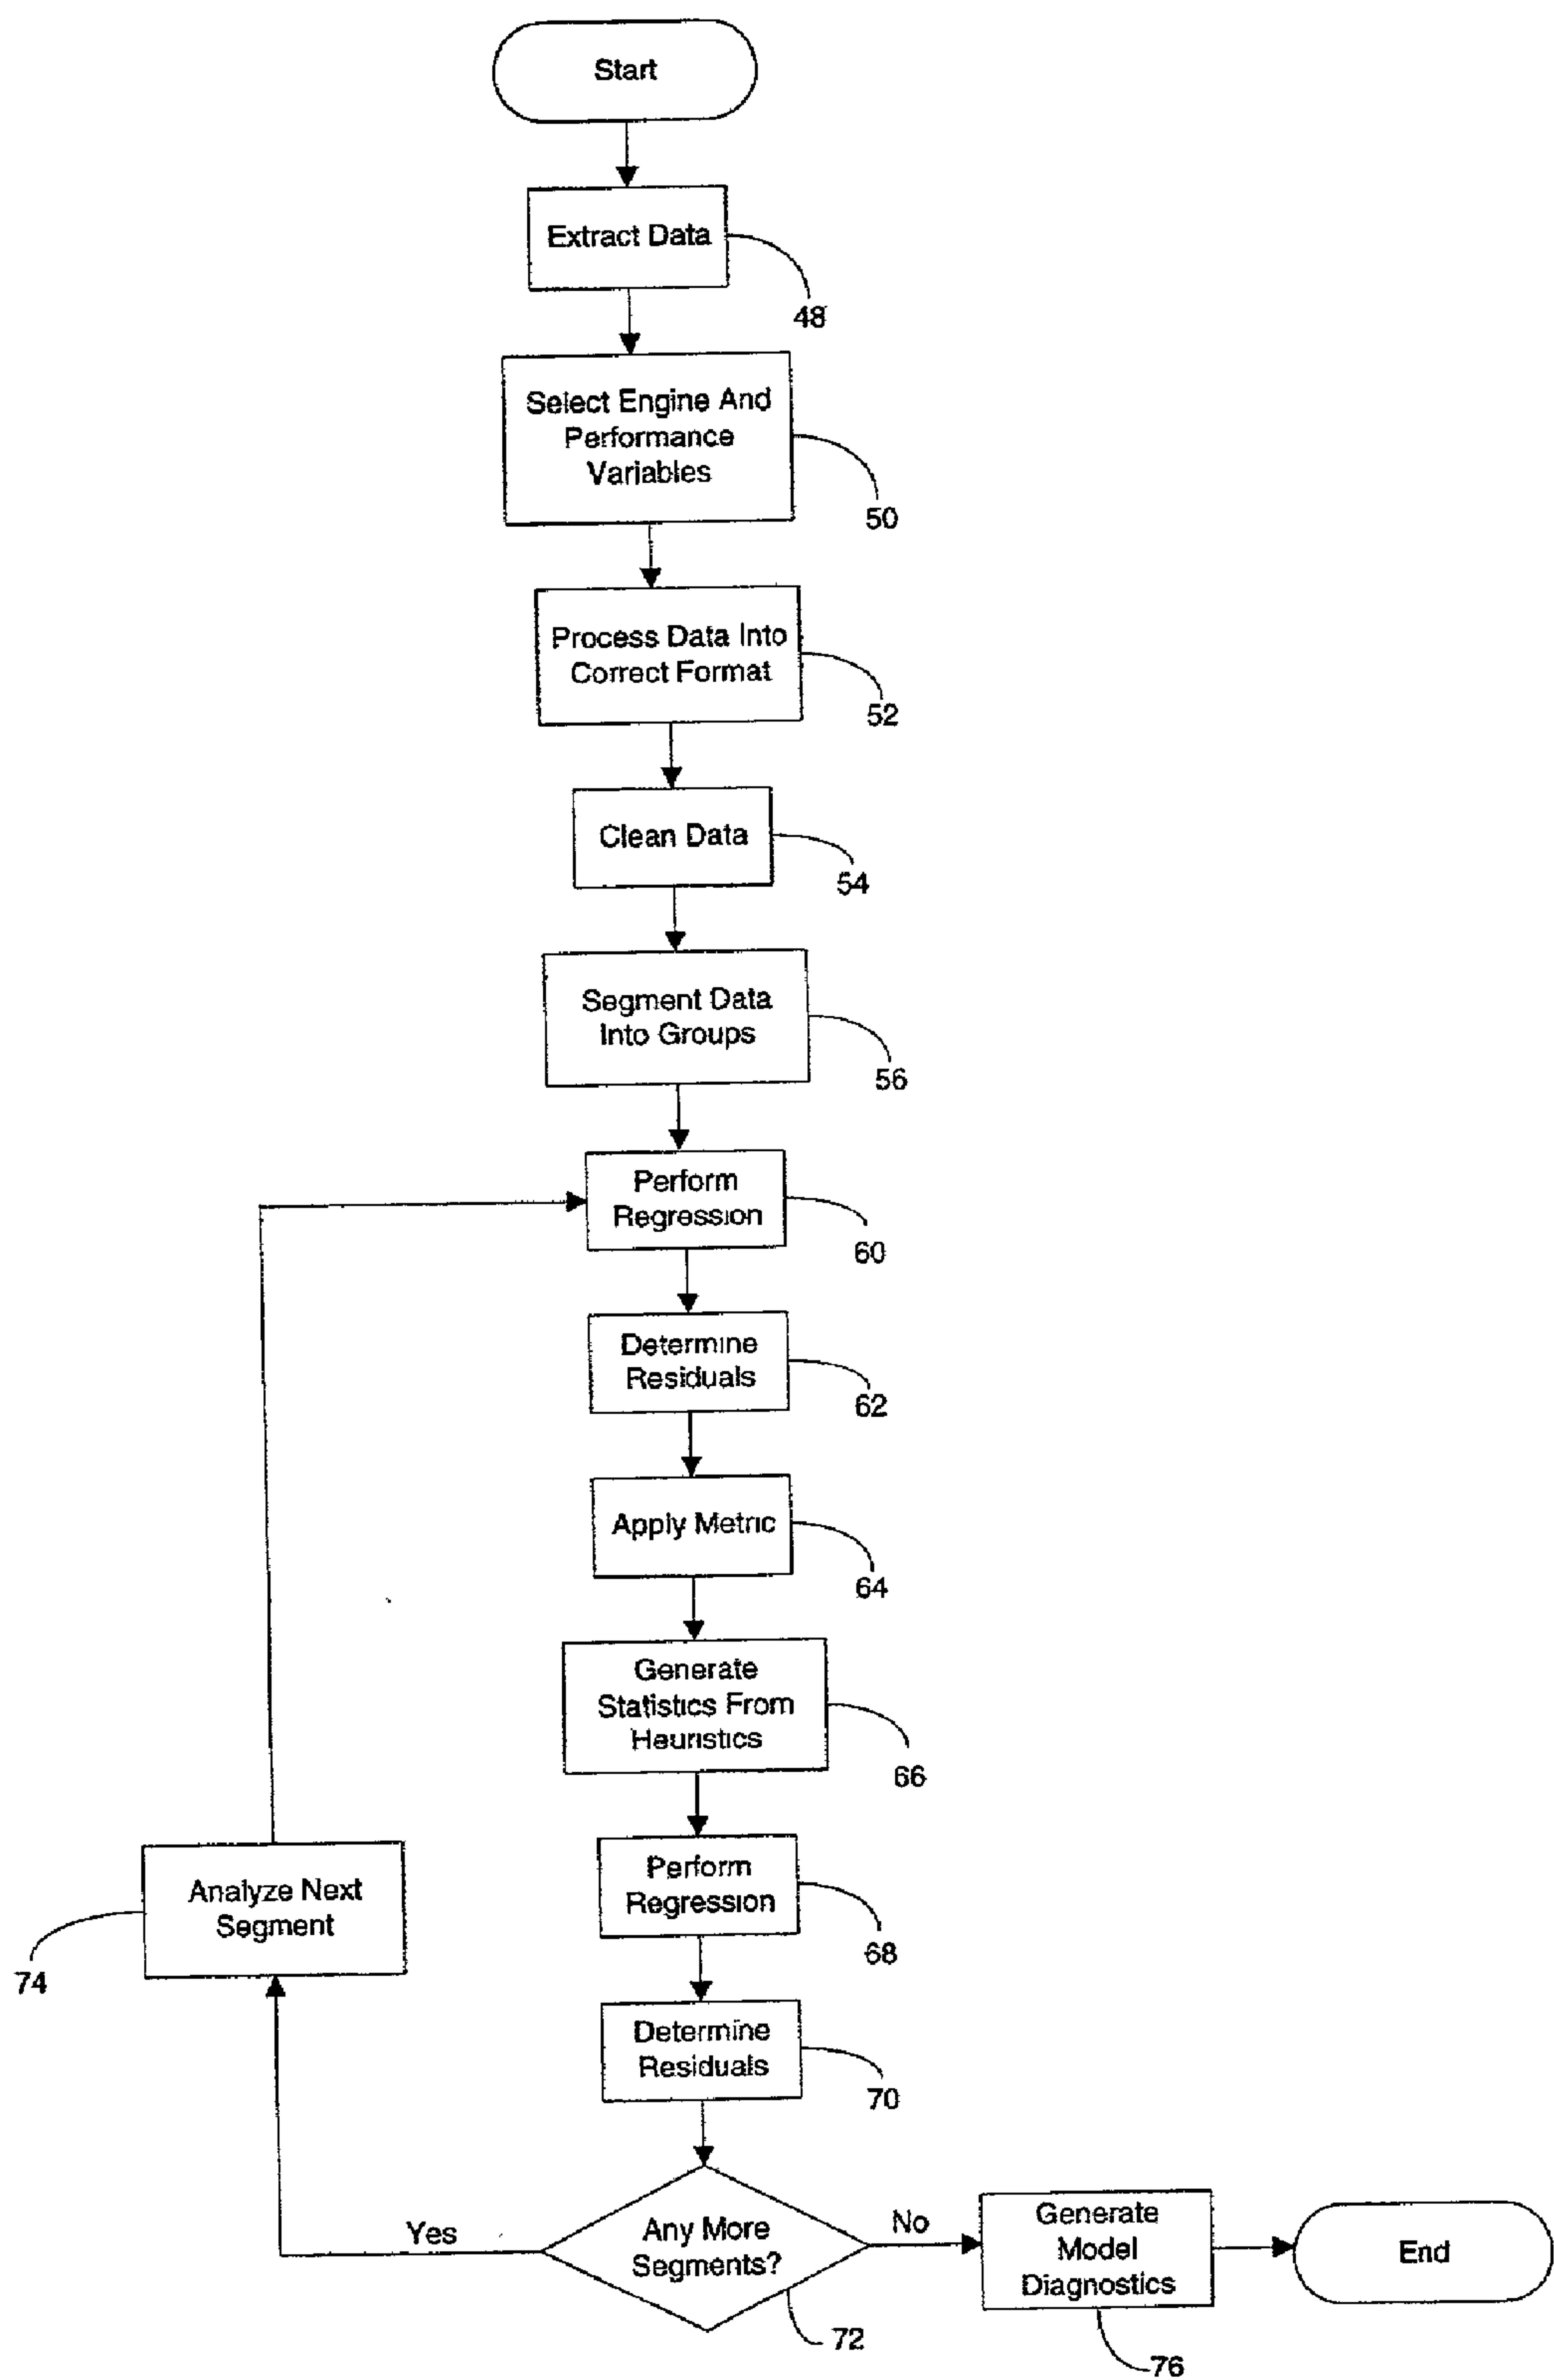 Start
Extract Data
48
Select Engine And
Performance
Variables
50
Process Data Into
Correct Format
52
Clean Data
54
Segment Data
Into Groups
56
Perform
Regression
60
Determine
Residuals
62
Apply Metric
64
Generate
Statistics From
Heuristics
66
Perform
Regression
68
Analyze Next
Segment
74
Determine
Residuals
70
Yes
Any More
Segments?
72
No
Generate
Model
Diagnostics
76
End